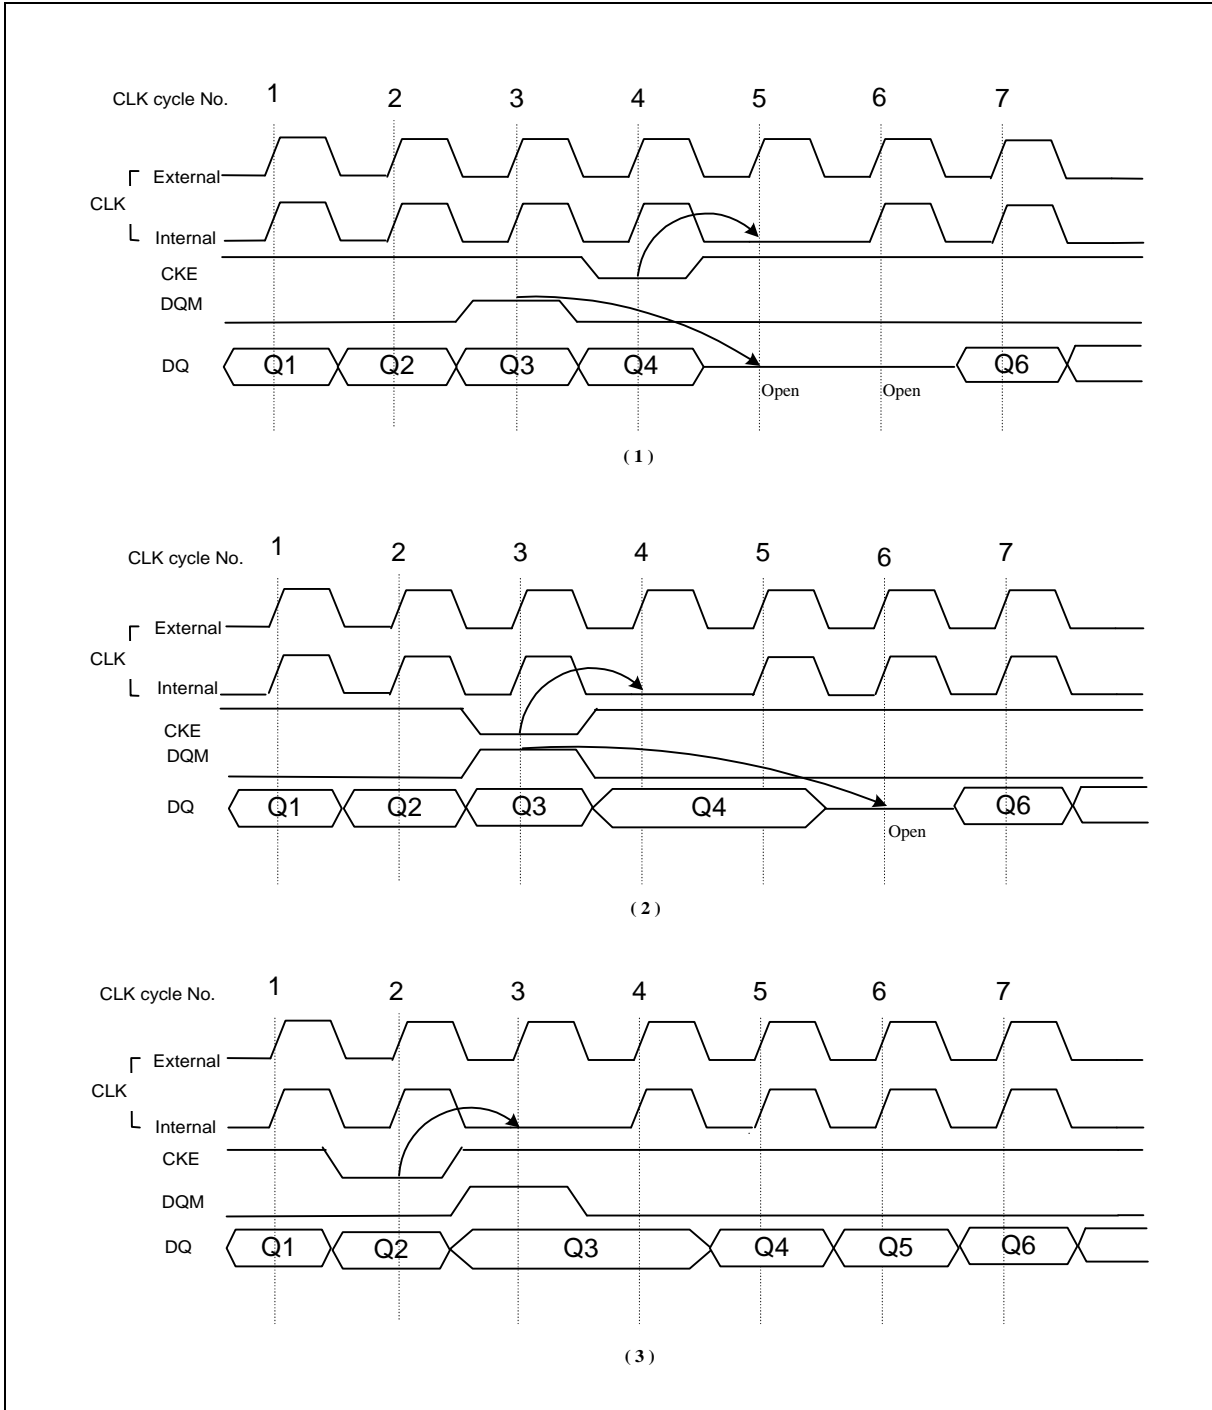 CLK cycle No. 1 2 3 4 5 6 7
External
CLK
Internal
CKE
DQM
DQ Q1 Q2 Q3 Q4 Q6
Open Open
( 1 )
CLK cycle No. 1 2 3 4 5 6 7
External
CLK
Internal
CKE
DQM
DQ Q1 Q2 Q3 Q4 Q6
Open
( 2 )
CLK cycle No. 1 2 3 4 5 6 7
External
CLK
Internal
CKE
DQM
DQ Q1 Q2 Q3 Q4 Q5 Q6
( 3 )